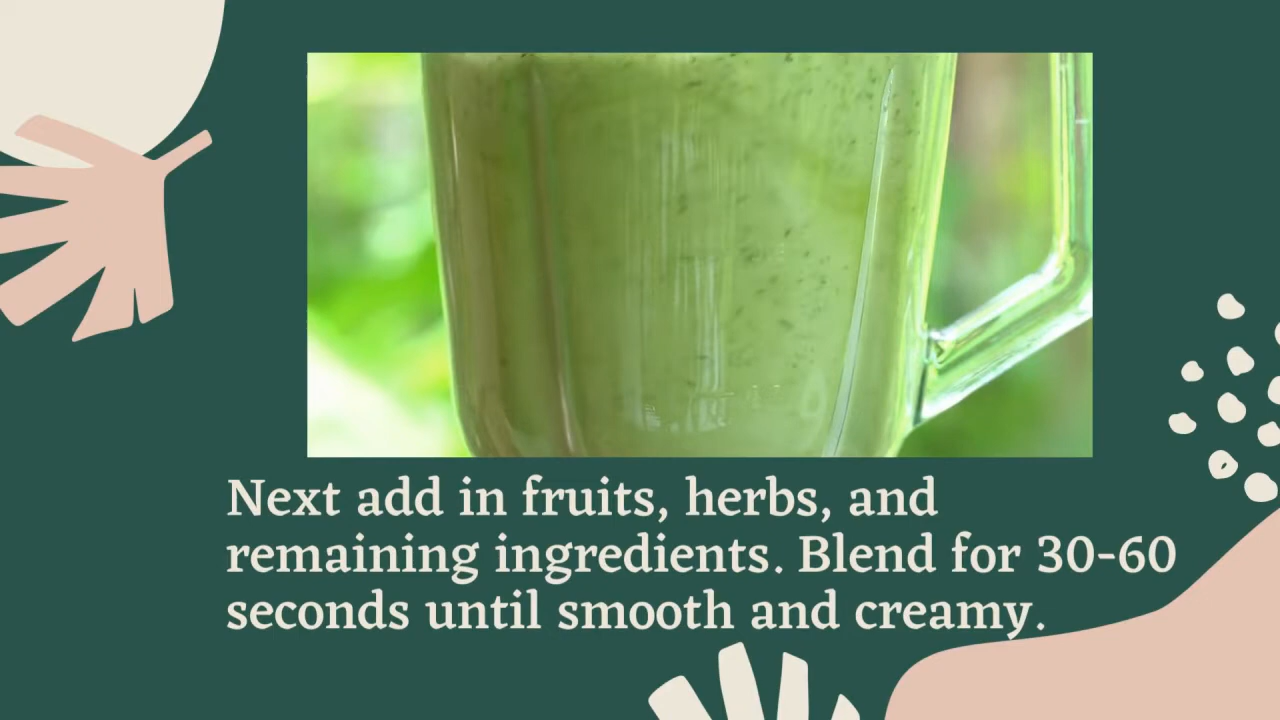 Next add in fruits, herbs, and
remaining ingredients. Blend for 30-60
seconds until smooth and creamy.